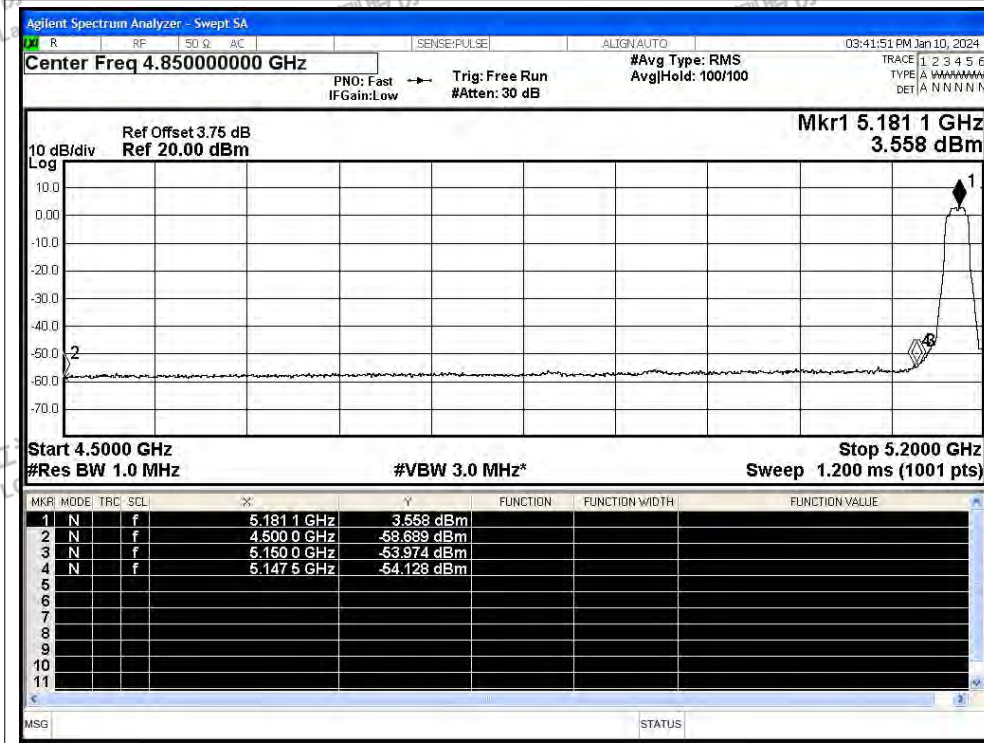 Agilent Spectrum Analyzer - Swept SA
R RF 50 Ω AC SENSE:PULSE ALIGN AUTO 03:41:51 PM Jan 10, 2024
Center Freq 4.850000000 GHz #Avg Type: RMS TRACE 1 2 3 4 5 6
PNO: Fast Trig: Free Run Avg|Hold: 100/100 TYPE A WWWWW
IFGain:Low #Atten: 30 dB DET A N N N N N
Mkr1 5.181 1 GHz
Ref Offset 3.75 dB
10 dB/div Ref 20.00 dBm 3.558 dBm
Log
10.0
0.00
-10.0
-20.0
-30.0
-40.0
-50.0
-60.0
-70.0
1
2
4 3
Start 4.5000 GHz Stop 5.2000 GHz
#Res BW 1.0 MHz #VBW 3.0 MHz* Sweep 1.200 ms (1001 pts)
MKR MODE TRC SCL X Y FUNCTION FUNCTION WIDTH FUNCTION VALUE
1 N f 5.181 1 GHz 3.558 dBm
2 N f 4.500 0 GHz -58.689 dBm
3 N f 5.150 0 GHz -53.974 dBm
4 N f 5.147 5 GHz -54.128 dBm
5
6
7
8
9
10
11
MSG STATUS